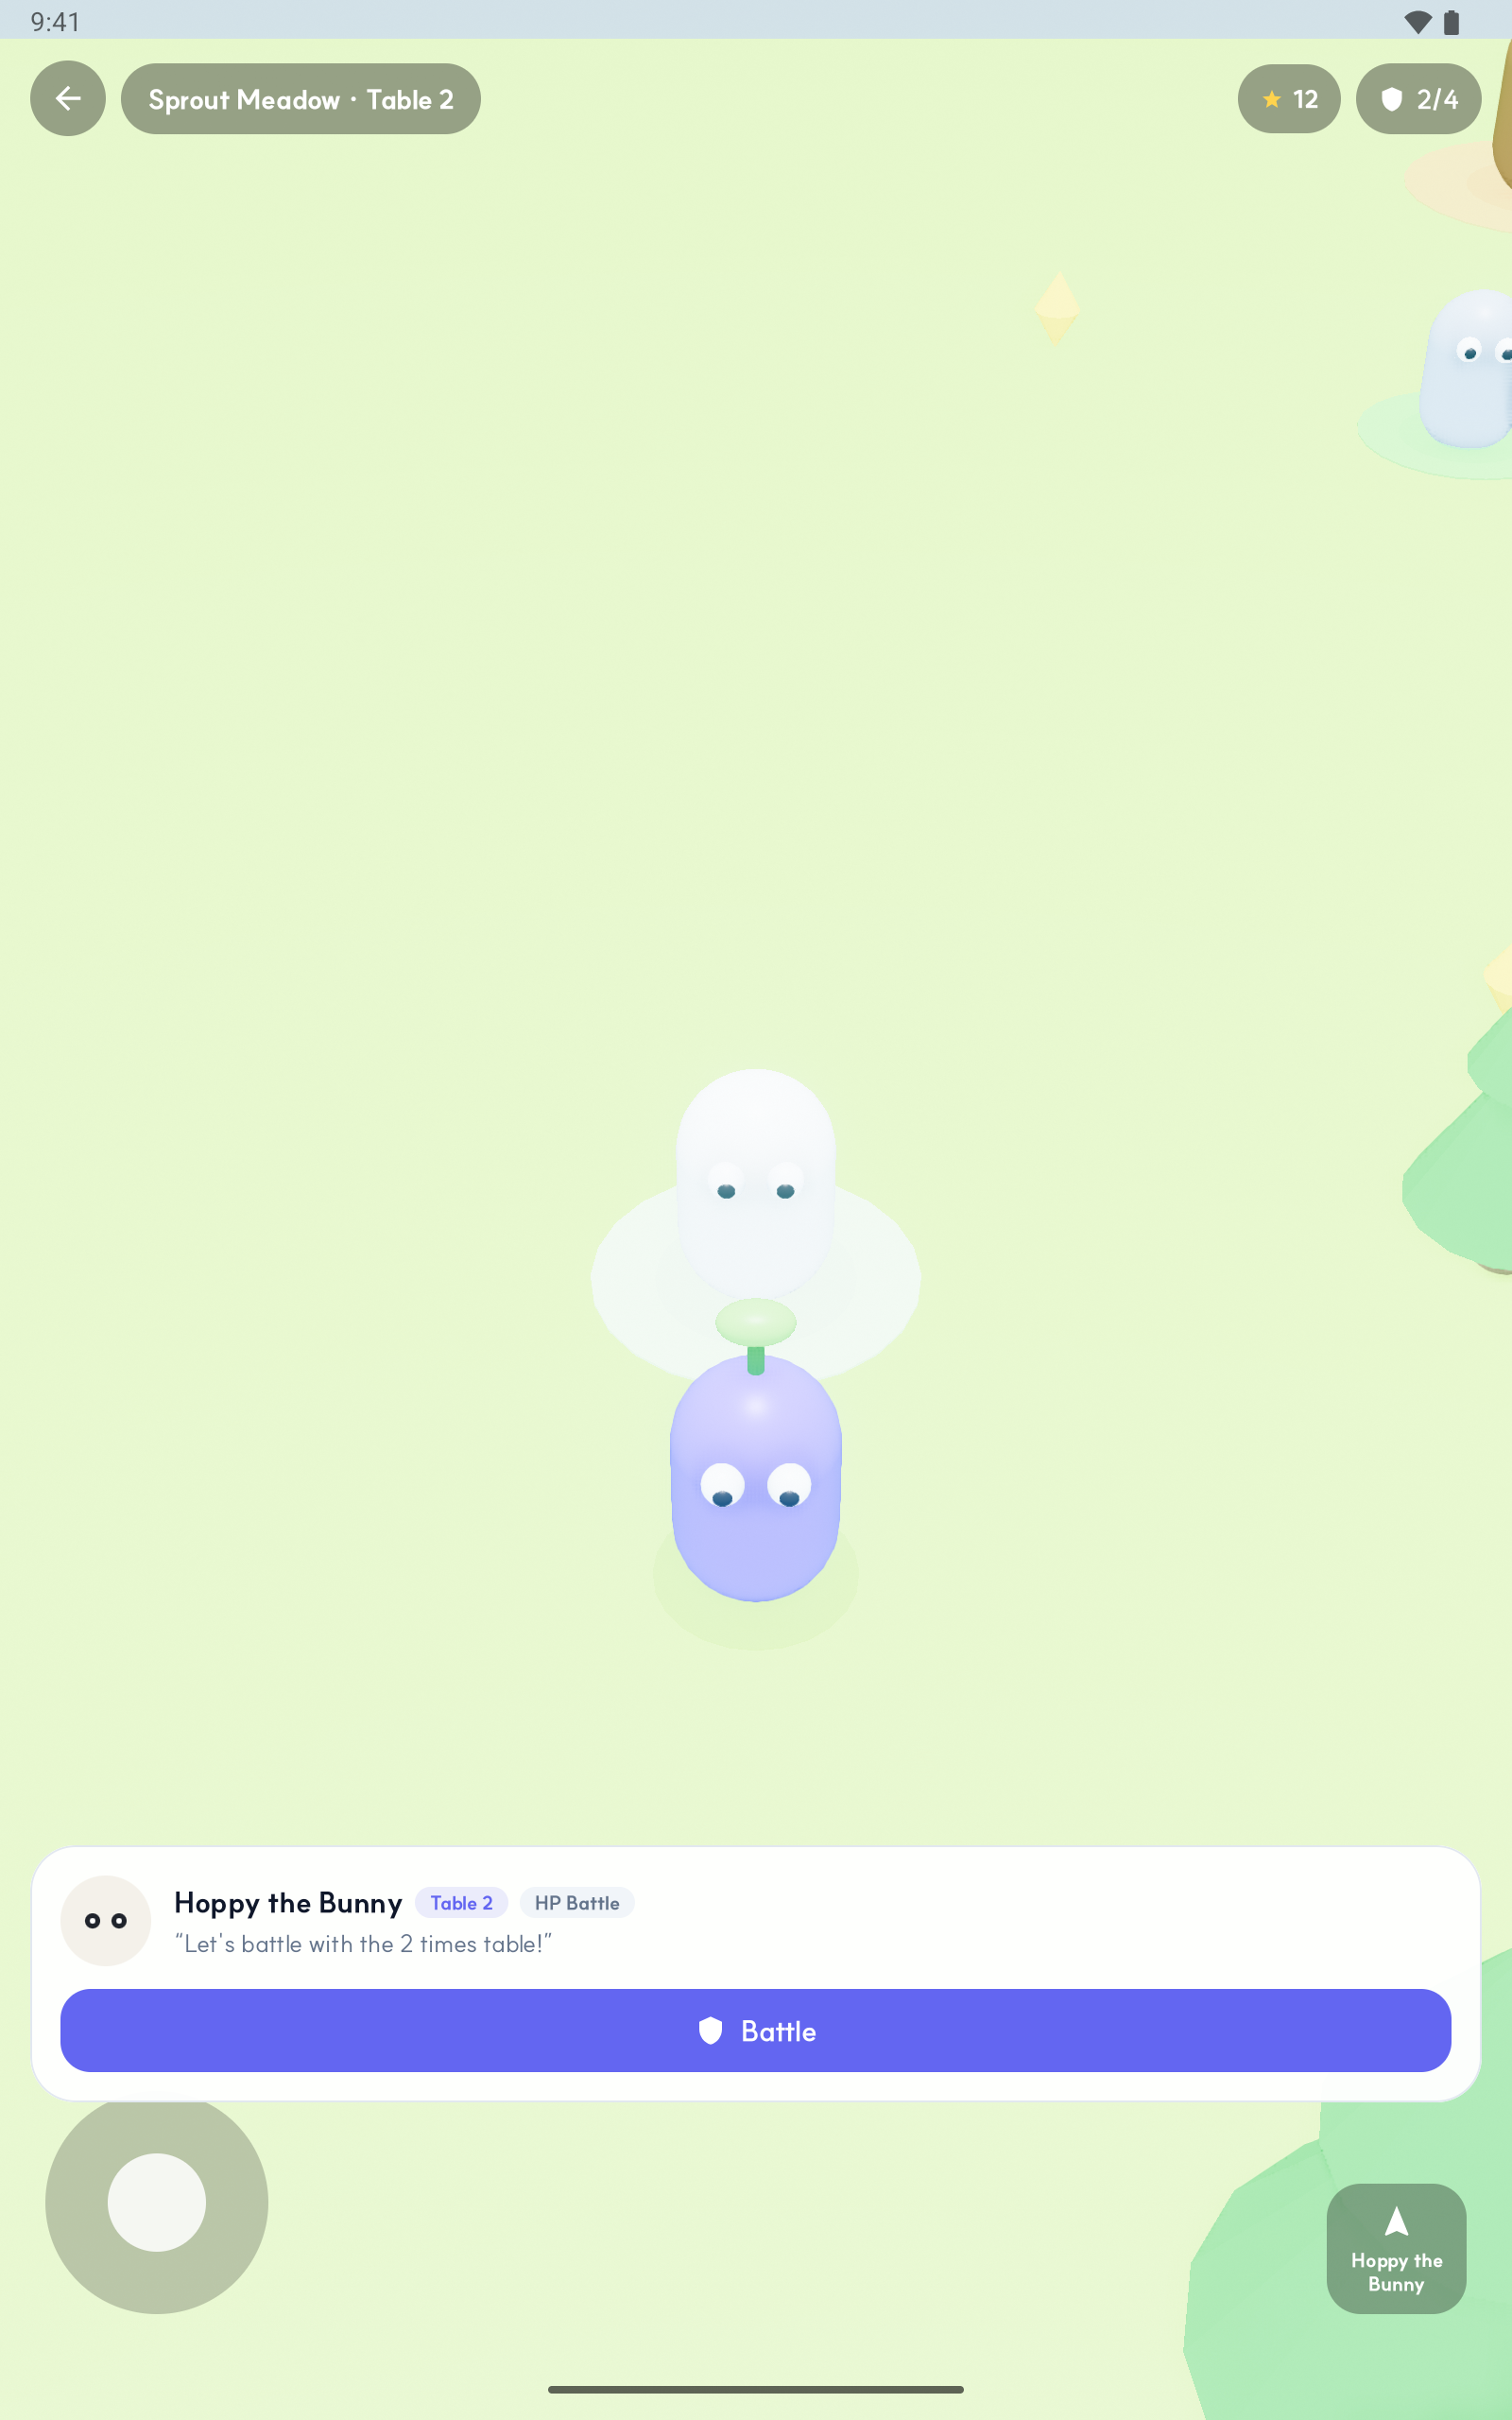 9:41
Sprout Meadow · Table 2
12
2/4
Hoppy the Bunny
Table 2
HP Battle
“Let's battle with the 2 times table!”
Battle
Hoppy the
Bunny